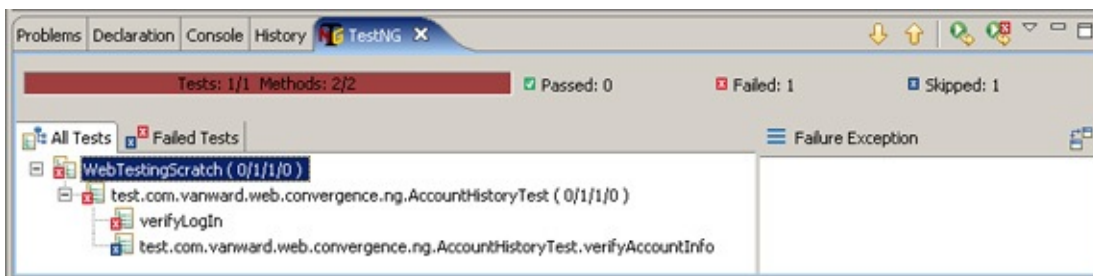 Problems Declaration Console History TestNG
Tests: 1/1 Methods: 2/2 Passed: 0 Failed: 1 Skipped: 1
All Tests Failed Tests Failure Exception
WebTestingScratch ( 0/1/1/0 )
test.com.vanward.web.convergence.ng.AccountHistoryTest ( 0/1/1/0 )
verifyLogIn
test.com.vanward.web.convergence.ng.AccountHistoryTest.verifyAccountInfo